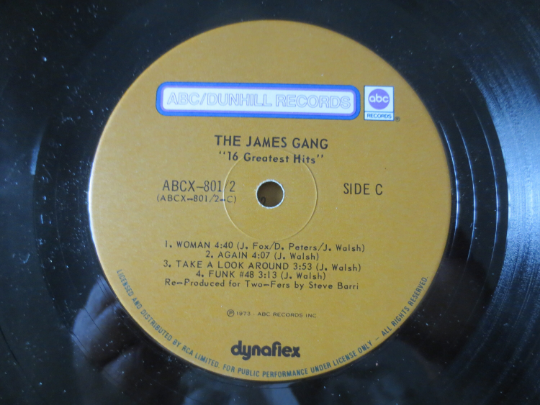 ABC/DUNHILL RECORDS
abc
RECORDS
®
THE JAMES GANG
"16 Greatest Hits"
ABCX-801/2
SIDE C
(ABCX-801/2-C)
1. WOMAN 4:40 (J. Fox/D. Peters/J. Walsh)
2. AGAIN 4:07 (J. Walsh)
3. TAKE A LOOK AROUND 3:53 (J. Walsh)
4. FUNK #48 3:13 (J. Walsh)
Re-Produced for Two-Fers by Steve Barri
℗ 1973 - ABC RECORDS INC
dynaflex
LICENSED AND DISTRIBUTED BY RCA LIMITED. FOR PUBLIC PERFORMANCE UNDER LICENSE ONLY -